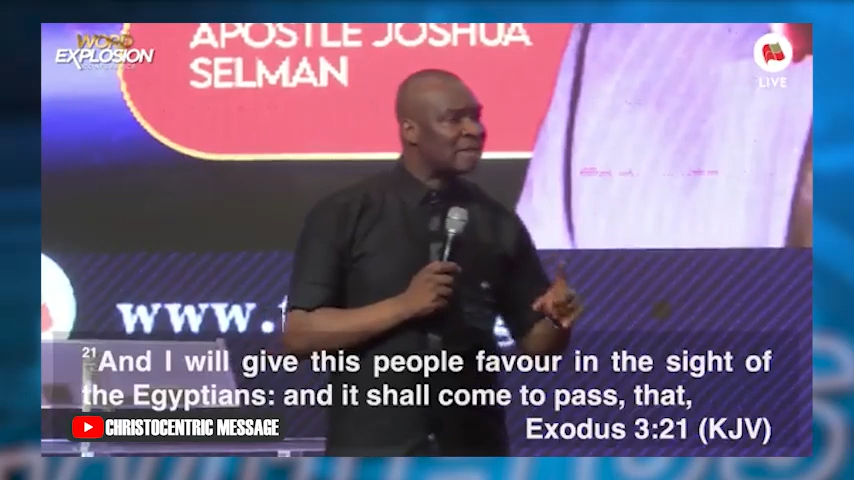 WORD
EXPLOSION
CONFERENCE
APOSTLE JOSHUA
SELMAN
LIVE
www.
21And I will give this people favour in the sight of
the Egyptians: and it shall come to pass, that,
CHRISTOCENTRIC MESSAGE
Exodus 3:21 (KJV)